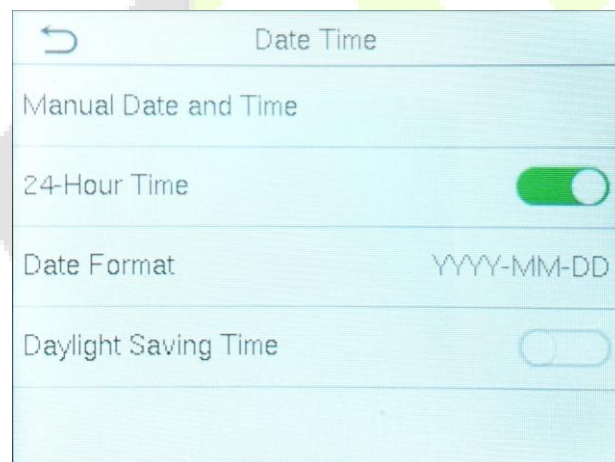 Date Time
Manual Date and Time
24-Hour Time
Date Format YYYY-MM-DD
Daylight Saving Time